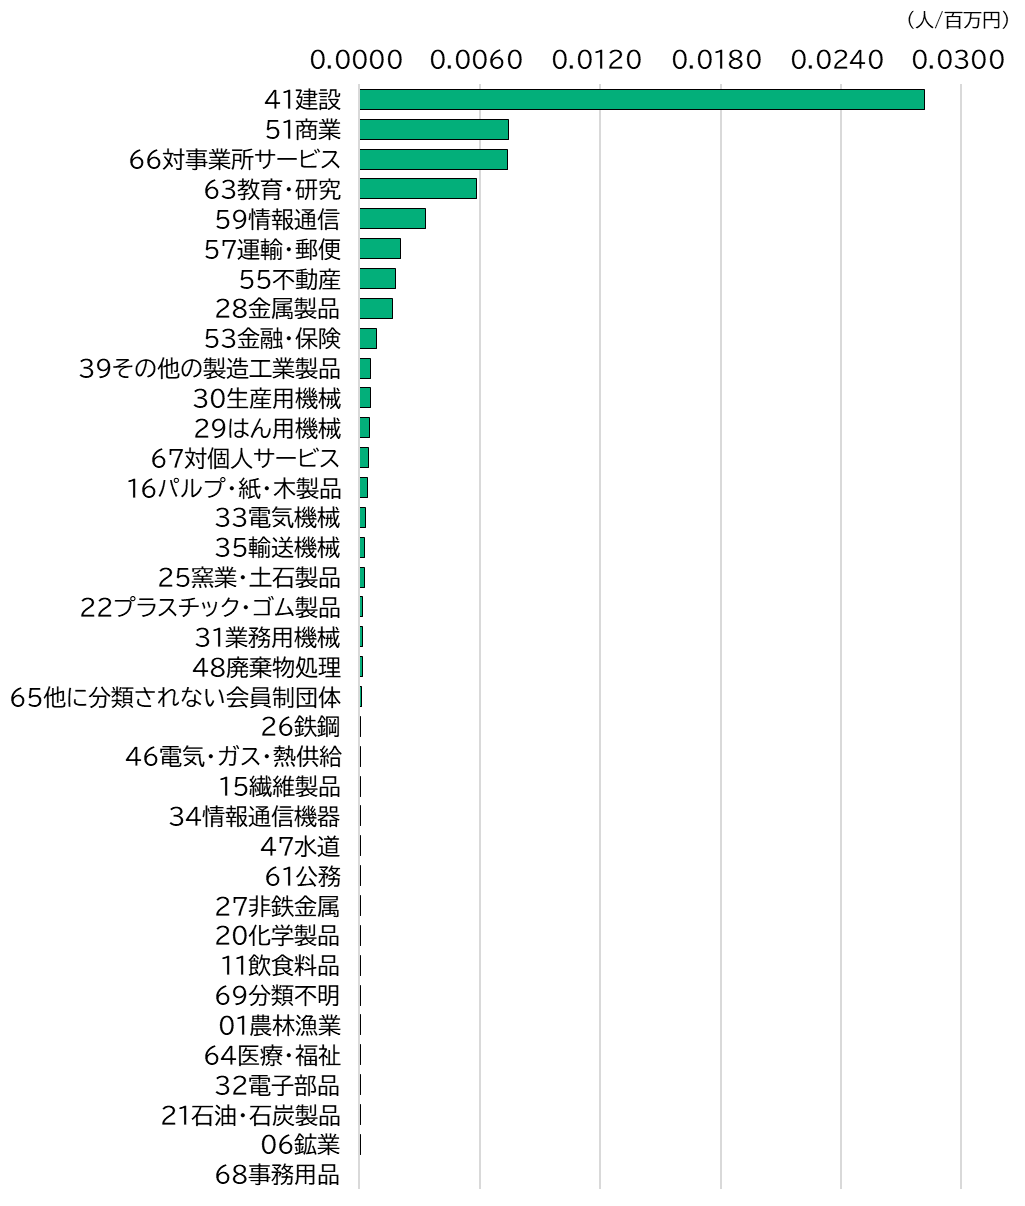 (人/百万円)
0.0000 0.0060 0.0120 0.0180 0.0240 0.0300
41建設
51商業
66対事業所サービス
63教育・研究
59情報通信
57運輸・郵便
55不動産
28金属製品
53金融・保険
39その他の製造工業製品
30生産用機械
29はん用機械
67対個人サービス
16パルプ・紙・木製品
33電気機械
35輸送機械
25窯業・土石製品
22プラスチック・ゴム製品
31業務用機械
48廃棄物処理
65他に分類されない会員制団体
26鉄鋼
46電気・ガス・熱供給
15繊維製品
34情報通信機器
47水道
61公務
27非鉄金属
20化学製品
11飲食料品
69分類不明
01農林漁業
64医療・福祉
32電子部品
21石油・石炭製品
06鉱業
68事務用品